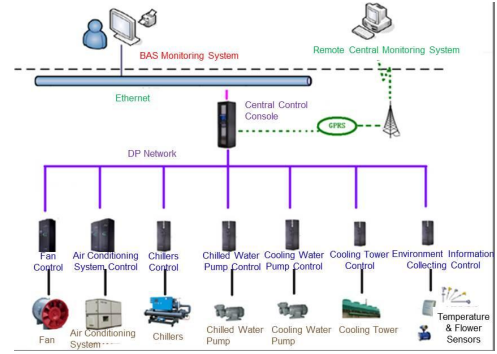 BAS Monitoring System
Remote Central Monitoring System
Ethernet
Central Control
Console
GPRS
DP Network
Fan
Control
Air Conditioning
System Control
Chillers
Control
Chilled Water
Pump Control
Cooling Water
Pump Control
Cooling Tower
Control
Environment Information
Collecting Control
Fan
Air Conditioning
System
Chillers
Chilled Water
Pump
Cooling Water
Pump
Cooling Tower
Temperature
& Flower
Sensors